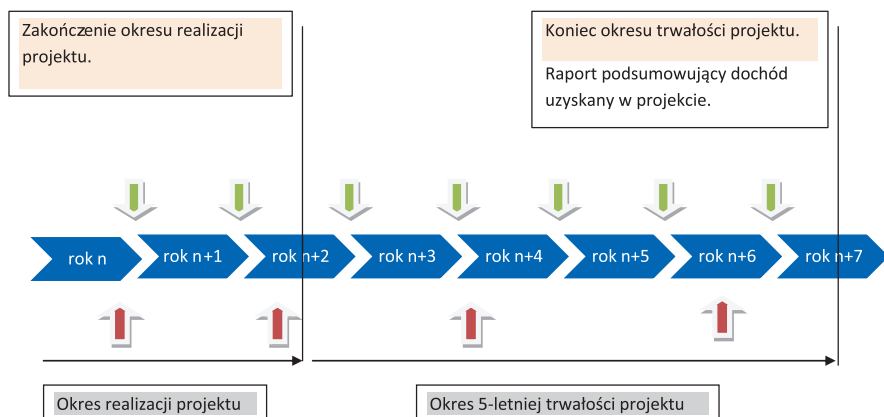 Zakończenie okresu realizacji
projektu.
Koniec okresu trwałości projektu.
Raport podsumowujący dochód
uzyskany w projekcie.
rok n
rok n+1
rok n+2
rok n+3
rok n+4
rok n+5
rok n+6
rok n+7
Okres realizacji projektu
Okres 5-letniej trwałości projektu